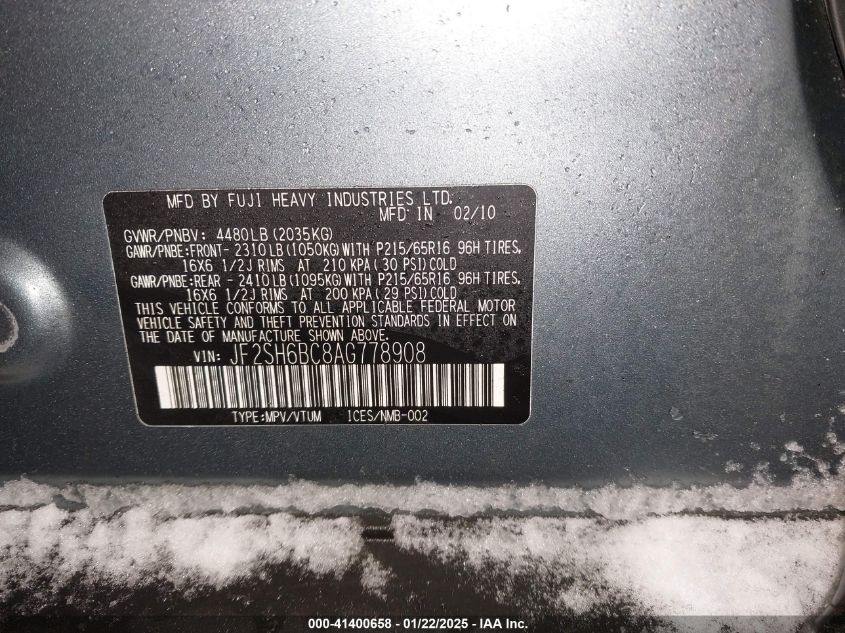 MFD BY FUJI HEAVY INDUSTRIES LTD.
MFD IN 02/10
GVWR/PNBV: 4480LB (2035KG)
GAWR/PNBE:FRONT- 2310LB (1050KG) WITH P215/65R16 96H TIRES,
16X6 1/2J RIMS AT 210 KPA (30 PSI) COLD
GAWR/PNBE:REAR - 2410LB (1095KG) WITH P215/65R16 96H TIRES,
16X6 1/2J RIMS AT 200 KPA (29 PSI) COLD
THIS VEHICLE CONFORMS TO ALL APPLICABLE FEDERAL MOTOR
VEHICLE SAFETY AND THEFT PREVENTION STANDARDS IN EFFECT ON
THE DATE OF MANUFACTURE SHOWN ABOVE.
VIN: JF2SH6BC8AG778908
TYPE:MPV/VTUM ICES/NMB-002
000-41400658 - 01/22/2025 - IAA Inc.